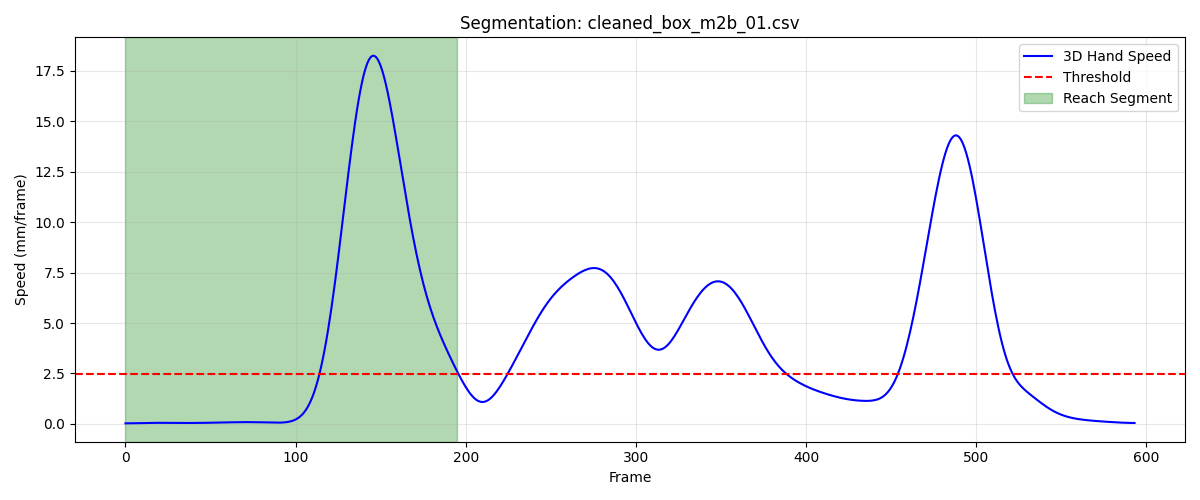 Segmentation: cleaned_box_m2b_01.csv
3D Hand Speed
Threshold
Reach Segment
Speed (mm/frame)
17.5
15.0
12.5
10.0
7.5
5.0
2.5
0.0
0 100 200 300 400 500 600
Frame